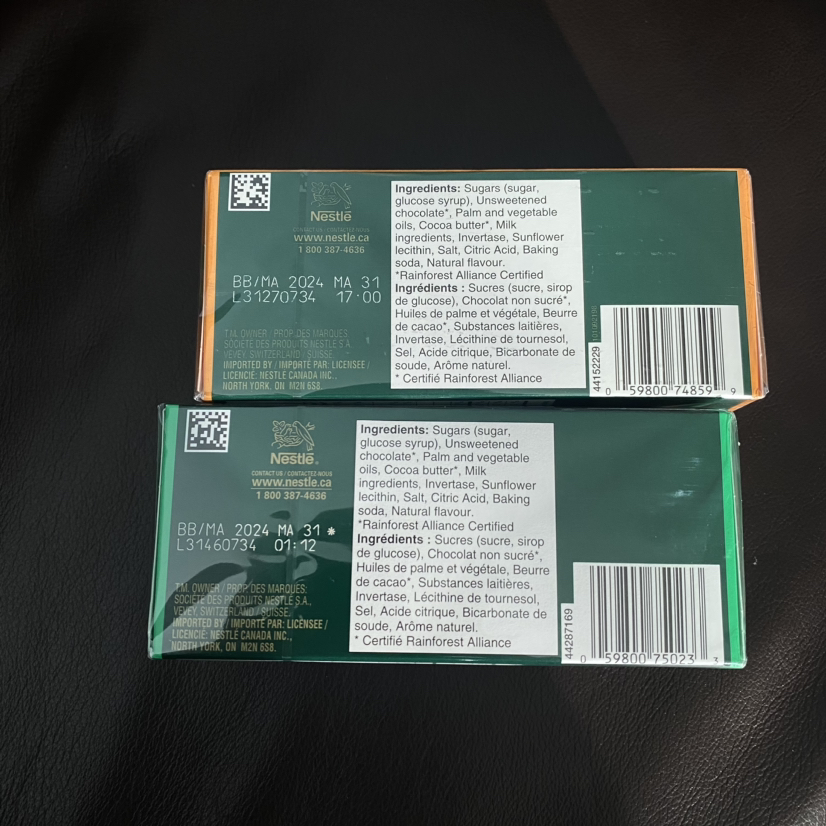 Nestlé
CONTACT US / CONTACTEZ-NOUS
www.nestle.ca
1 800 387-4636
BB/MA 2024 MA 31
L31270734 17:00
T.M. OWNER / PROP. DES MARQUES:
SOCIÉTÉ DES PRODUITS NESTLÉ S.A.,
VEVEY, SWITZERLAND / SUISSE.
IMPORTED BY / IMPORTÉ PAR: LICENSEE /
LICENCIÉ: NESTLÉ CANADA INC.,
NORTH YORK, ON M2N 6S8.
Ingredients: Sugars (sugar,
glucose syrup), Unsweetened
chocolate*, Palm and vegetable
oils, Cocoa butter*, Milk
ingredients, Invertase, Sunflower
lecithin, Salt, Citric Acid, Baking
soda, Natural flavour.
*Rainforest Alliance Certified
Ingrédients : Sucres (sucre, sirop
de glucose), Chocolat non sucré*,
Huiles de palme et végétale, Beurre
de cacao*, Substances laitières,
Invertase, Lécithine de tournesol,
Sel, Acide citrique, Bicarbonate de
soude, Arôme naturel.
* Certifié Rainforest Alliance
44152229
0 59800 74859 9
Nestlé®
CONTACT US / CONTACTEZ-NOUS
www.nestle.ca
1 800 387-4636
BB/MA 2024 MA 31 *
L31460734 01:12
T.M. OWNER / PROP. DES MARQUES:
SOCIÉTÉ DES PRODUITS NESTLÉ S.A.,
VEVEY, SWITZERLAND / SUISSE.
IMPORTED BY / IMPORTÉ PAR: LICENSEE /
LICENCIÉ: NESTLÉ CANADA INC.,
NORTH YORK, ON M2N 6S8.
Ingredients: Sugars (sugar,
glucose syrup), Unsweetened
chocolate*, Palm and vegetable
oils, Cocoa butter*, Milk
ingredients, Invertase, Sunflower
lecithin, Salt, Citric Acid, Baking
soda, Natural flavour.
*Rainforest Alliance Certified
Ingrédients : Sucres (sucre, sirop
de glucose), Chocolat non sucré*,
Huiles de palme et végétale, Beurre
de cacao*, Substances laitières,
Invertase, Lécithine de tournesol,
Sel, Acide citrique, Bicarbonate de
soude, Arôme naturel.
* Certifié Rainforest Alliance
44287169
0 59800 75023 3